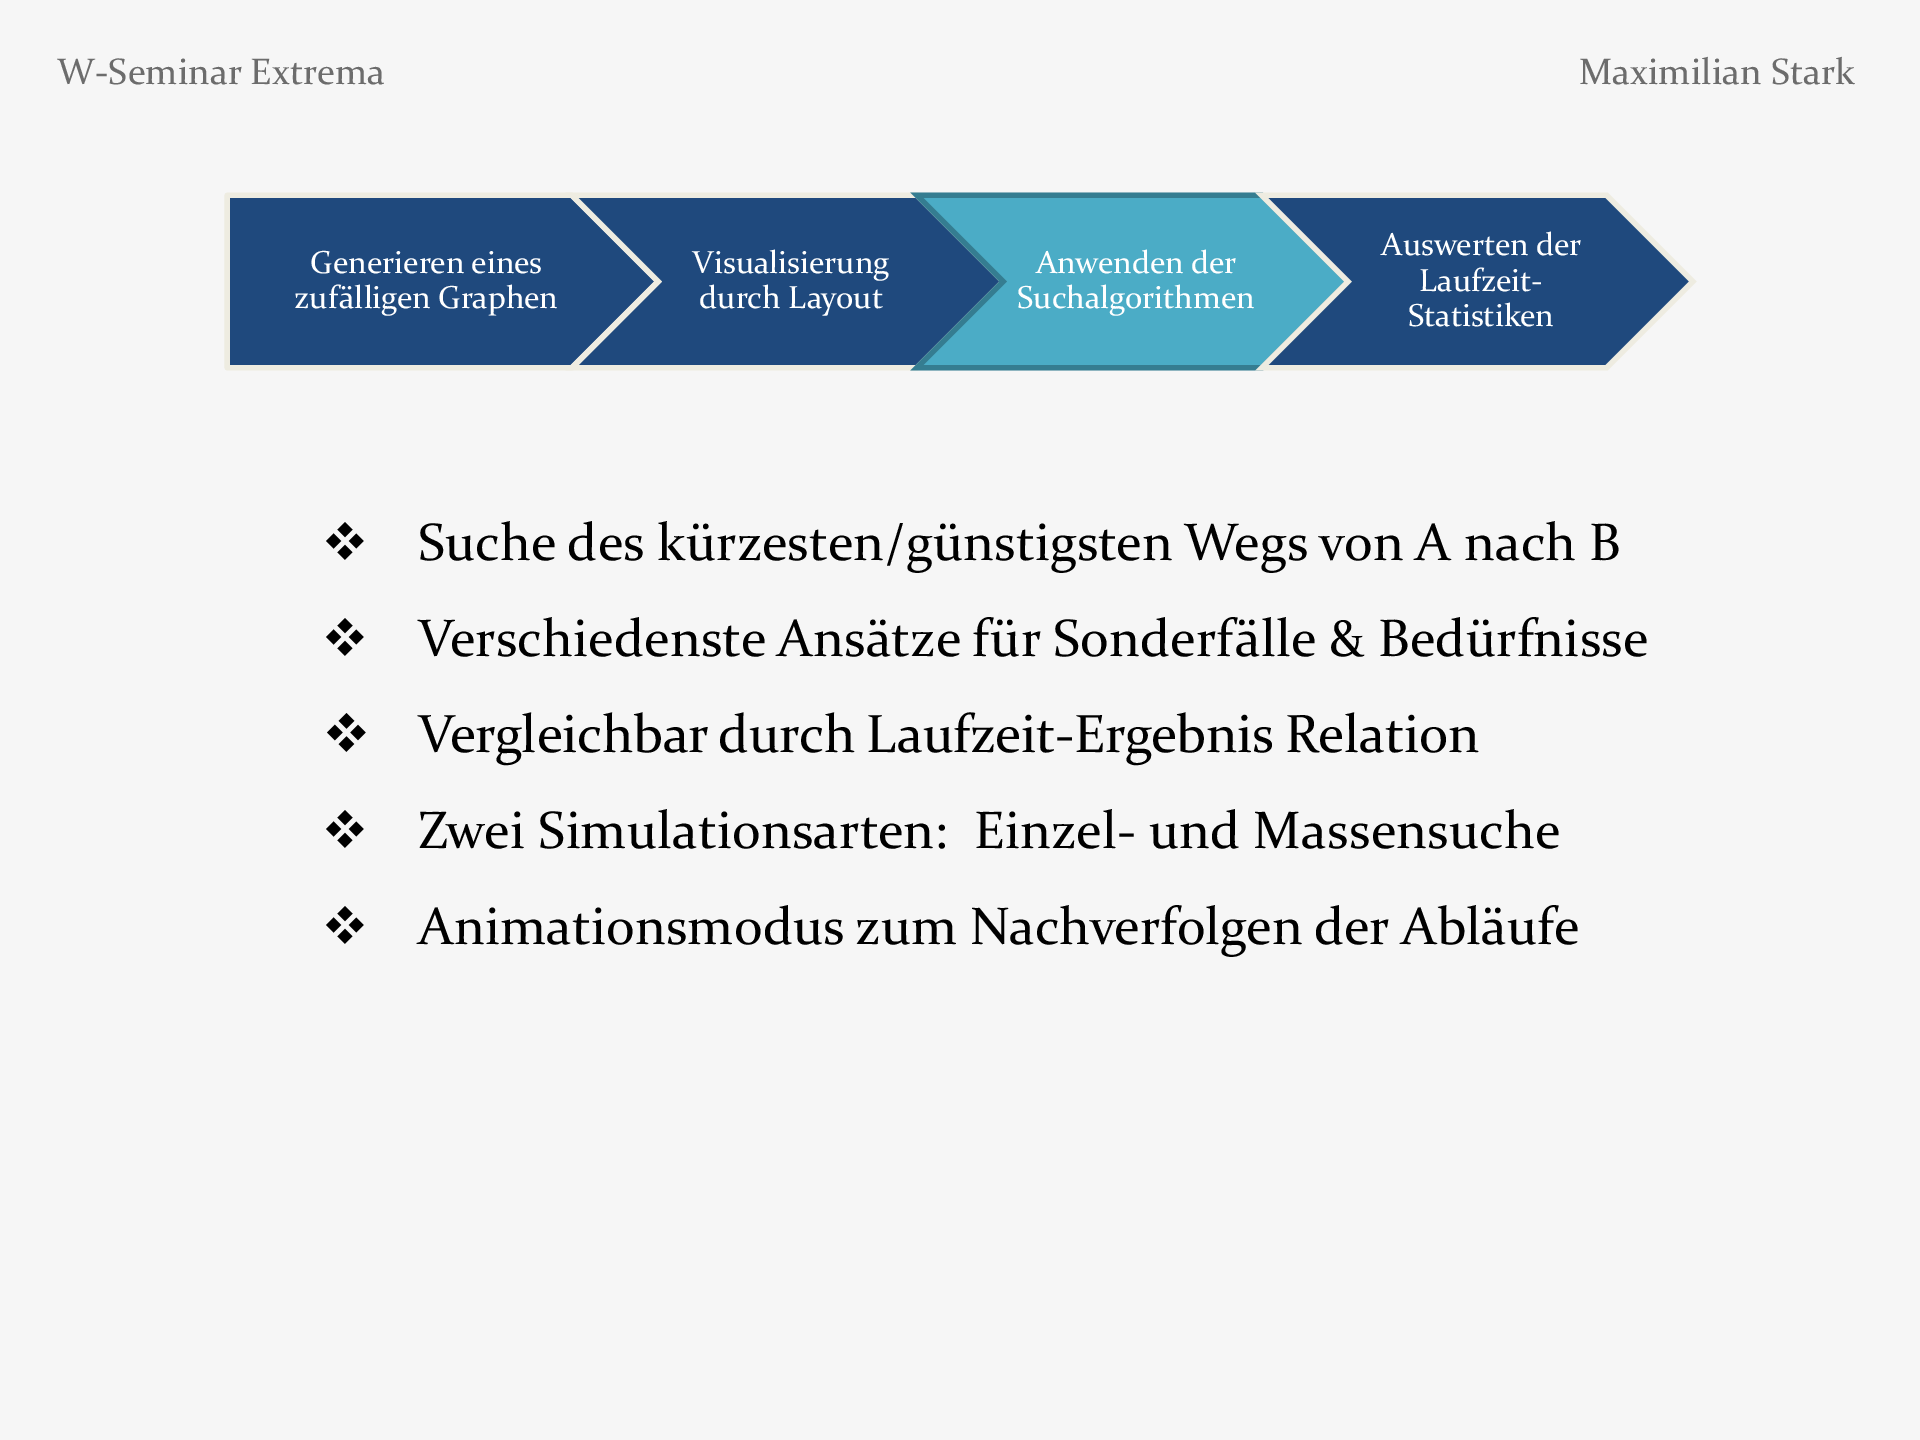 W-Seminar Extrema
Maximilian Stark
Generieren eines
zufälligen Graphen
Visualisierung
durch Layout
Anwenden der
Suchalgorithmen
Auswerten der
Laufzeit-
Statistiken
❖ Suche des kürzesten/günstigsten Wegs von A nach B
❖ Verschiedenste Ansätze für Sonderfälle & Bedürfnisse
❖ Vergleichbar durch Laufzeit-Ergebnis Relation
❖ Zwei Simulationsarten: Einzel- und Massensuche
❖ Animationsmodus zum Nachverfolgen der Abläufe